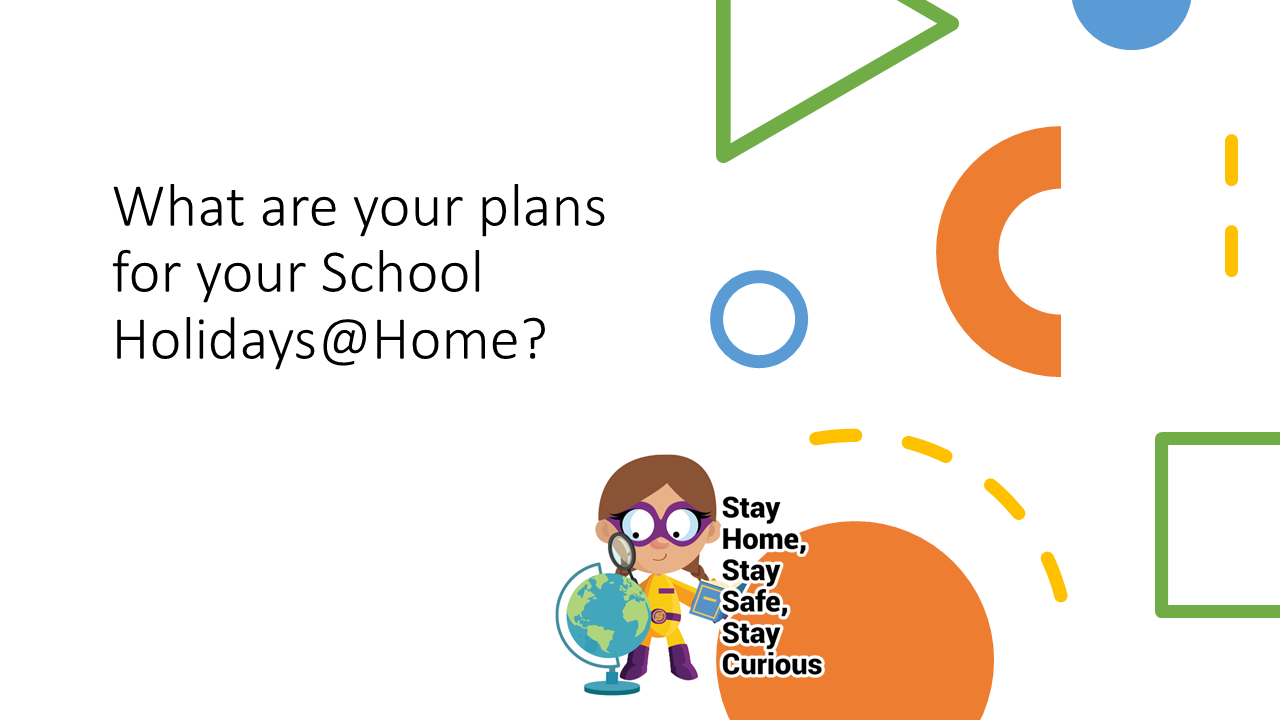 What are your plans
for your School
Holidays@Home?
Stay
Home,
Stay
Safe,
Stay
Curious